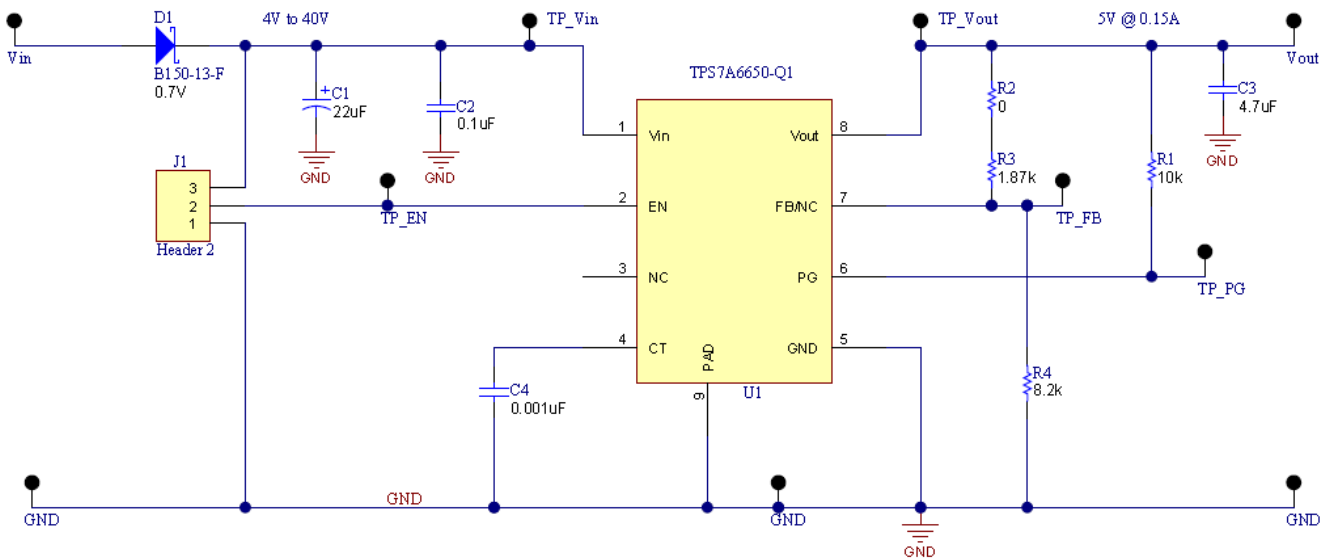 D1
4V to 40V
TP_Vin
TP_Vout
5V @ 0.15A
Vin
B150-13-F
0.7V
TPS7A6650-Q1
Vout
C1
22uF
+
C2
0.1uF
R2
0
C3
4.7uF
GND
GND
GND
1
Vin
Vout
8
J1
3
2
1
Header 2
R3
1.87k
R1
10k
TP_EN
2
EN
FB/NC
7
TP_FB
3
NC
PG
6
TP_PG
4
CT
PAD
GND
5
C4
0.001uF
9
U1
R4
8.2k
GND
GND
GND
GND
GND